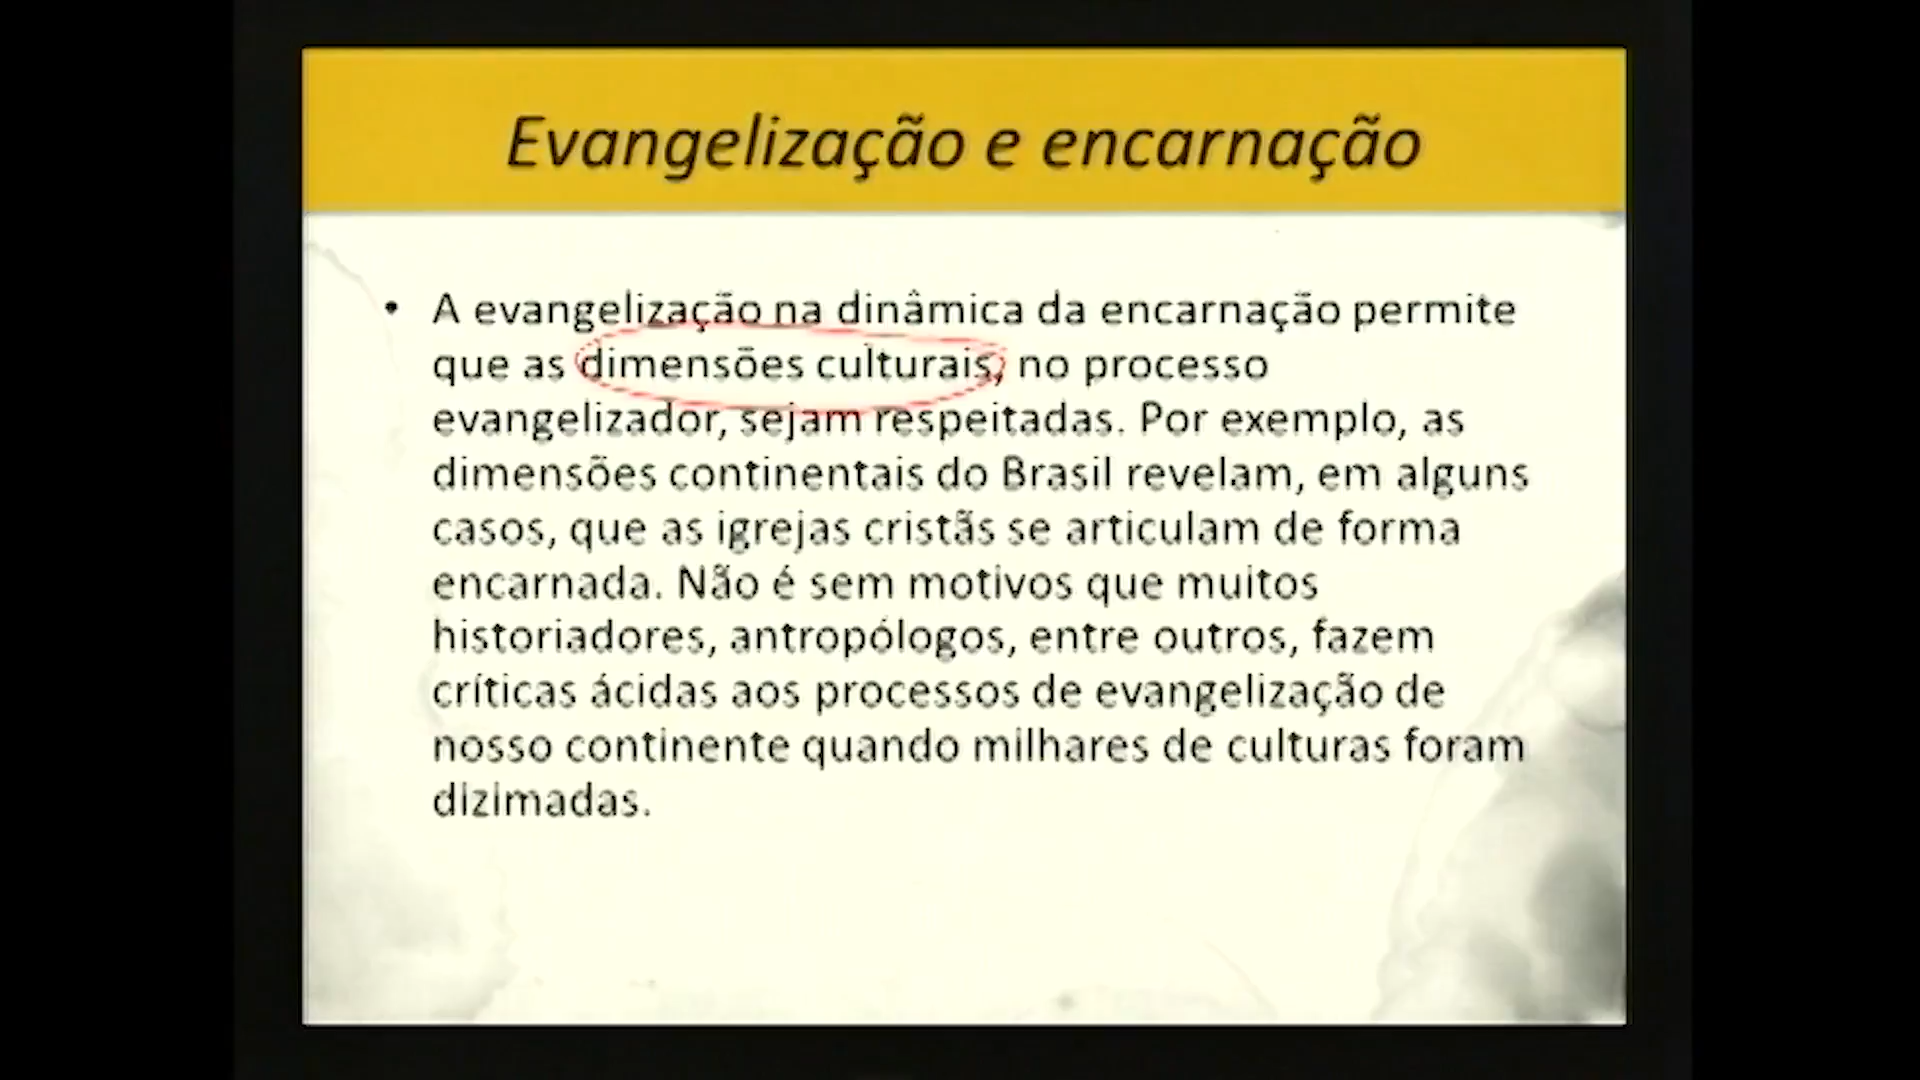 Evangelização e encarnação
• A evangelização na dinâmica da encarnação permite
que as dimensões culturais, no processo
evangelizador, sejam respeitadas. Por exemplo, as
dimensões continentais do Brasil revelam, em alguns
casos, que as igrejas cristãs se articulam de forma
encarnada. Não é sem motivos que muitos
historiadores, antropólogos, entre outros, fazem
críticas ácidas aos processos de evangelização de
nosso continente quando milhares de culturas foram
dizimadas.